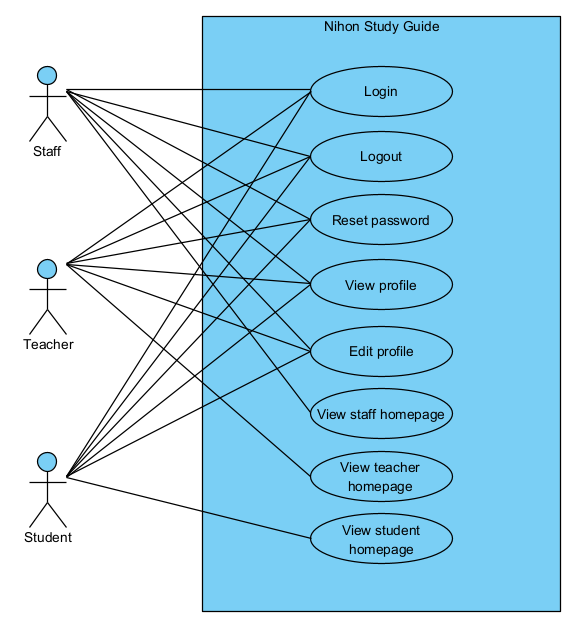 Nihon Study Guide
Staff
Login
Logout
Reset password
Teacher
View profile
Edit profile
View staff homepage
View teacher
homepage
Student
View student
homepage